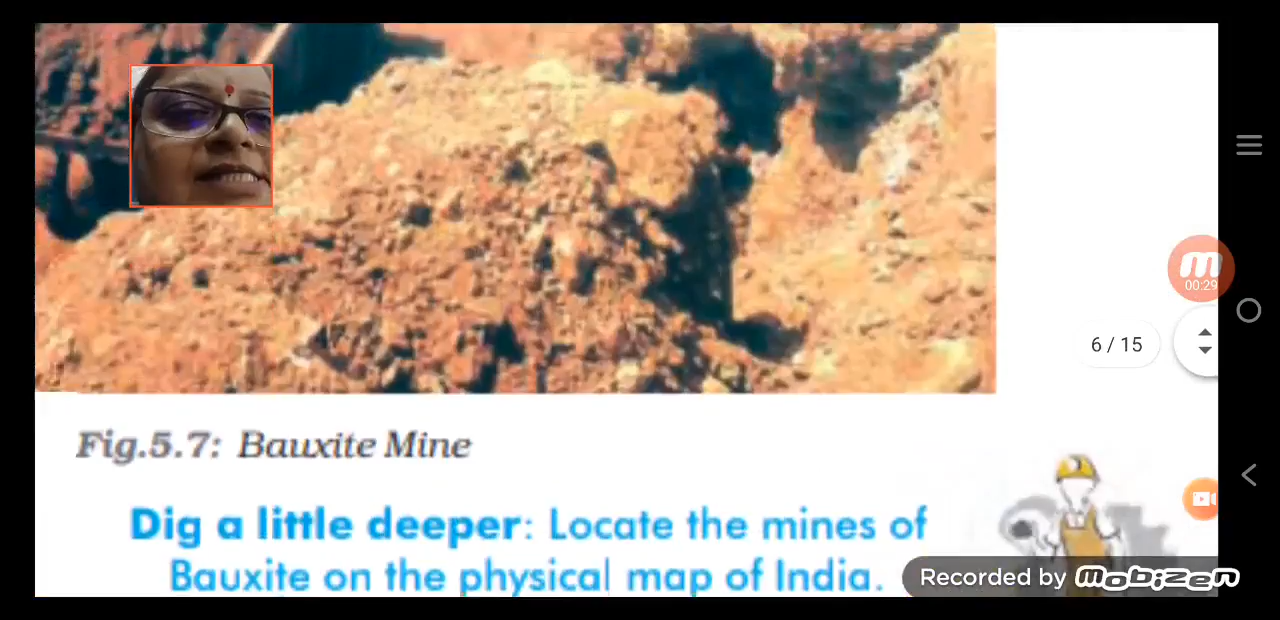 00:29
6 / 15
Fig.5.7: Bauxite Mine
Dig a little deeper: Locate the mines of
Bauxite on the physical map of India.
Recorded by mobizen